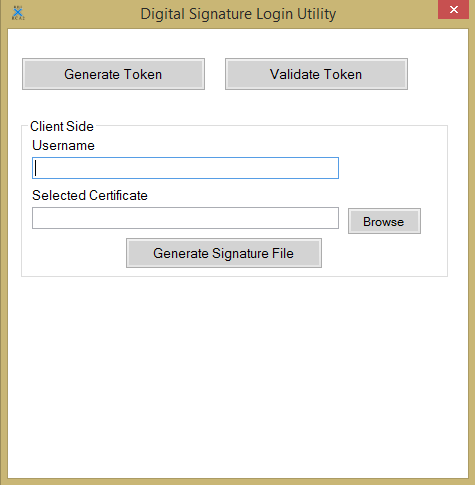 Digital Signature Login Utility
Generate Token
Validate Token
Client Side
Username
Selected Certificate
Browse
Generate Signature File